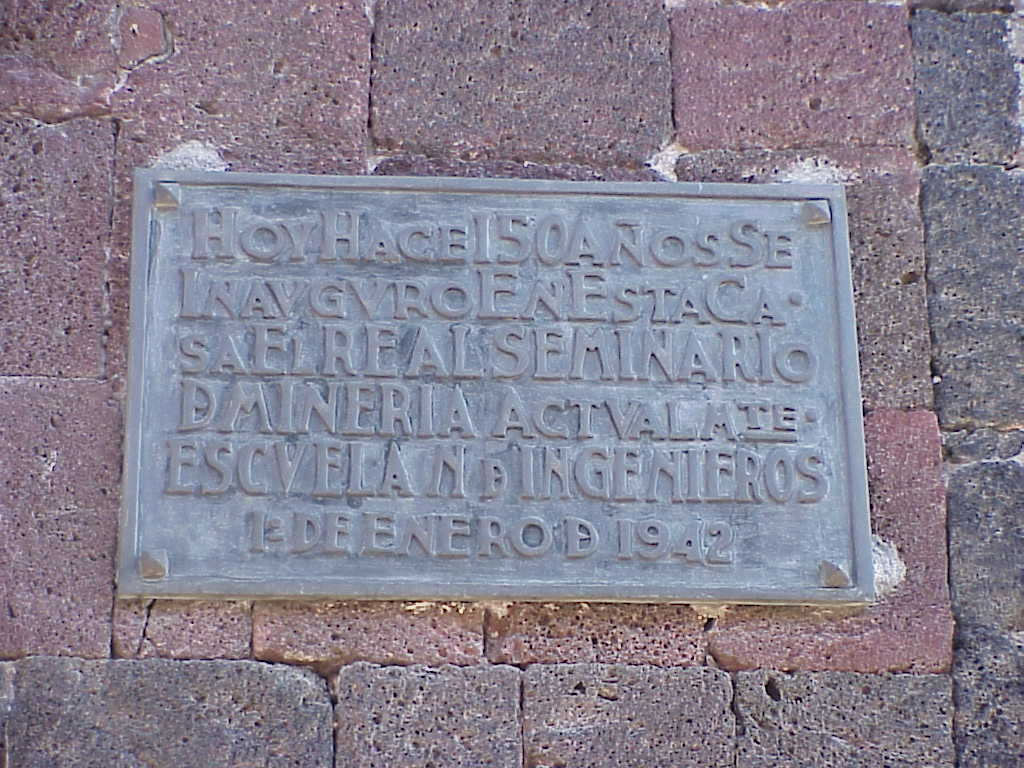 HOY HACE 150 AÑOS SE
INAVGVRO EN ESTA CA·
SA EL REAL SEMINARIO
D MINERIA ACTVALMTE·
ESCVELA N D INGENIEROS
1º DE ENERO D 1942